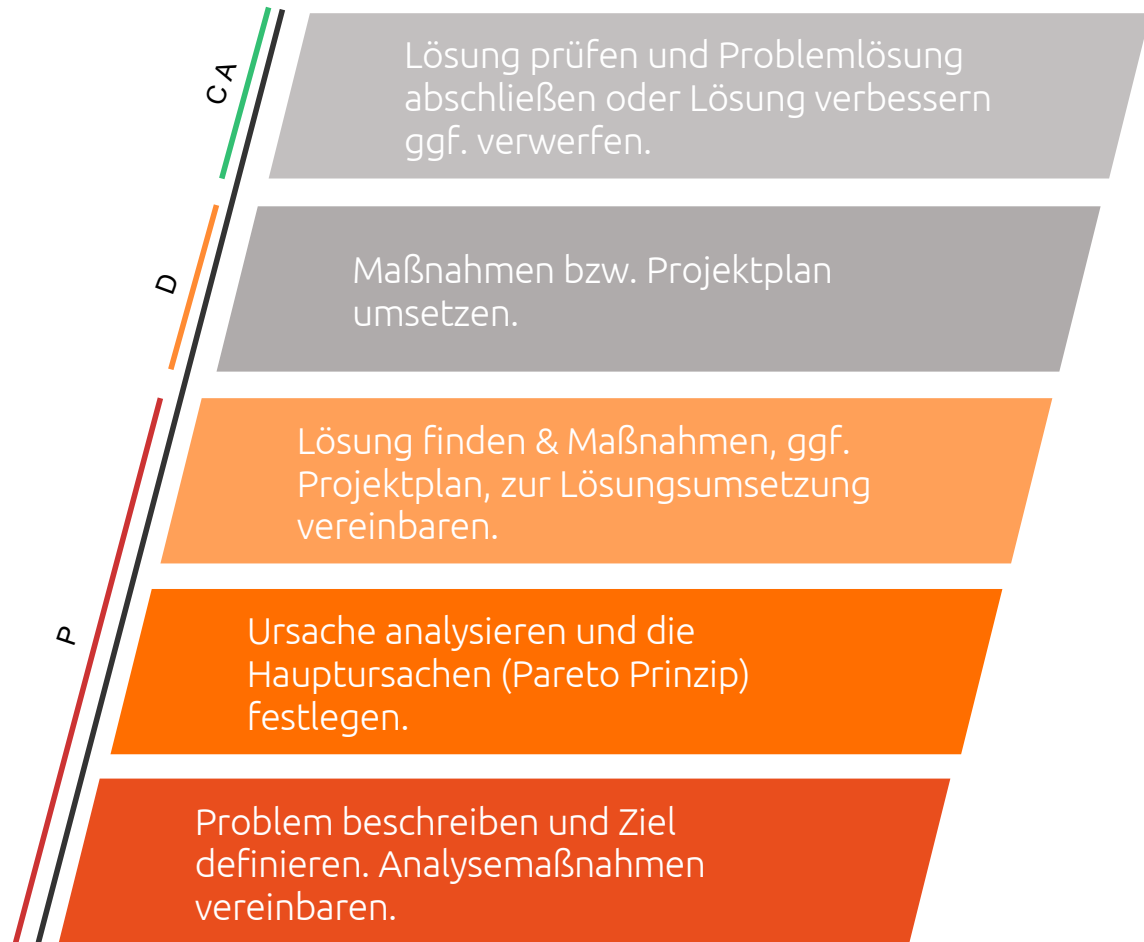 C A
Lösung prüfen und Problemlösung
abschließen oder Lösung verbessern
ggf. verwerfen.
D
Maßnahmen bzw. Projektplan
umsetzen.
P
Lösung finden & Maßnahmen, ggf.
Projektplan, zur Lösungsumsetzung
vereinbaren.
Ursache analysieren und die
Hauptursachen (Pareto Prinzip)
festlegen.
Problem beschreiben und Ziel
definieren. Analysemaßnahmen
vereinbaren.